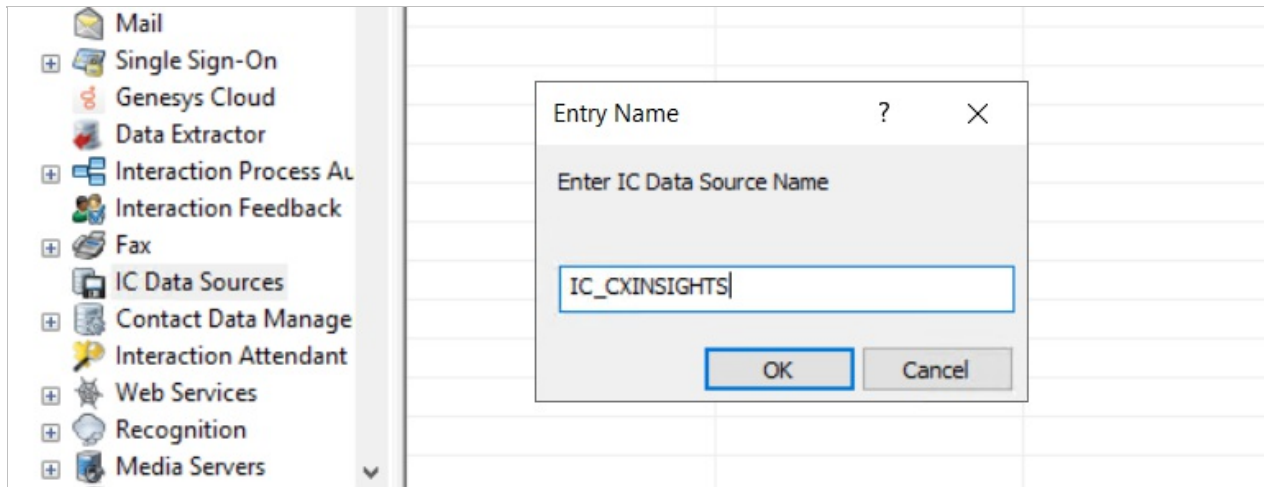 Mail
Single Sign-On
Genesys Cloud
Data Extractor
Interaction Process Au
Interaction Feedback
Fax
IC Data Sources
Contact Data Manage
Interaction Attendant
Web Services
Recognition
Media Servers
Entry Name ? ×
Enter IC Data Source Name
IC_CXINSIGHTS
OK Cancel